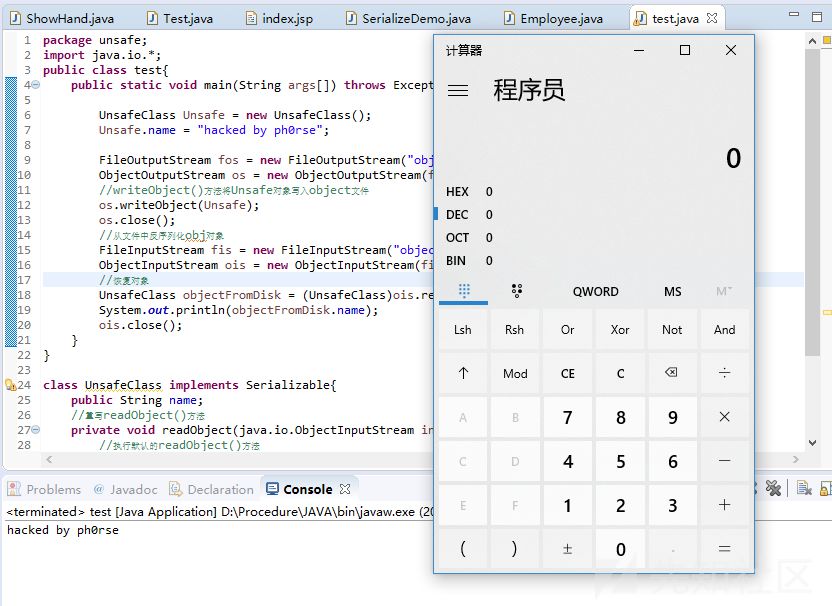 ShowHand.java Test.java index.jsp SerializeDemo.java Employee.java test.java
1 package unsafe;
2 import java.io.*;
3 public class test{
4 public static void main(String args[]) throws Except
5
6 UnsafeClass Unsafe = new UnsafeClass();
7 Unsafe.name = "hacked by ph0rse";
8
9 FileOutputStream fos = new FileOutputStream("obj
10 ObjectOutputStream os = new ObjectOutputStream(f
11 //writeObject()方法将Unsafe对象写入object文件
12 os.writeObject(Unsafe);
13 os.close();
14 //从文件中反序列化obj对象
15 FileInputStream fis = new FileInputStream("objec
16 ObjectInputStream ois = new ObjectInputStream(fi
17 //恢复对象
18 UnsafeClass objectFromDisk = (UnsafeClass)ois.re
19 System.out.println(objectFromDisk.name);
20 ois.close();
21 }
22 }
23
24 class UnsafeClass implements Serializable{
25 public String name;
26 //重写readObject()方法
27 private void readObject(java.io.ObjectInputStream in
28 //执行默认的readObject()方法
计算器
程序员
0
HEX 0
DEC 0
OCT 0
BIN 0
QWORD MS M
Lsh Rsh Or Xor Not And
↑ Mod CE C ⌫ ÷
A B 7 8 9 ×
C D 4 5 6 −
E F 1 2 3 +
( ) ± 0 . =
Problems @ Javadoc Declaration Console
<terminated> test [Java Application] D:\Procedure\JAVA\bin\javaw.exe (20
hacked by ph0rse
先知社区